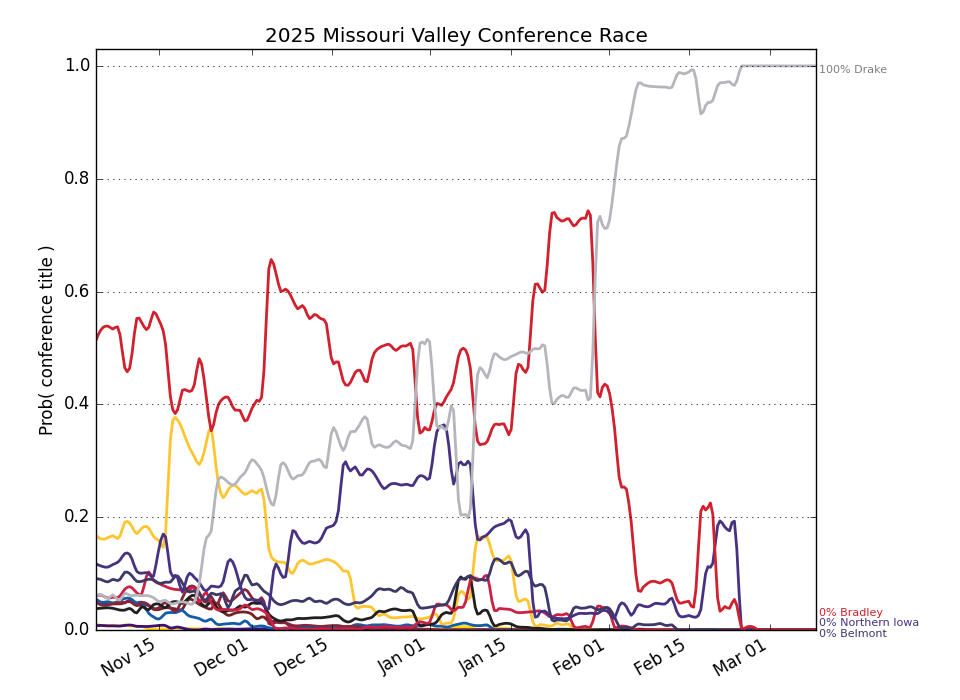 2025 Missouri Valley Conference Race
Prob( conference title )
1.0
0.8
0.6
0.4
0.2
0.0
Nov 15
Dec 01
Dec 15
Jan 01
Jan 15
Feb 01
Feb 15
Mar 01
100% Drake
0% Bradley
0% Northern Iowa
0% Belmont